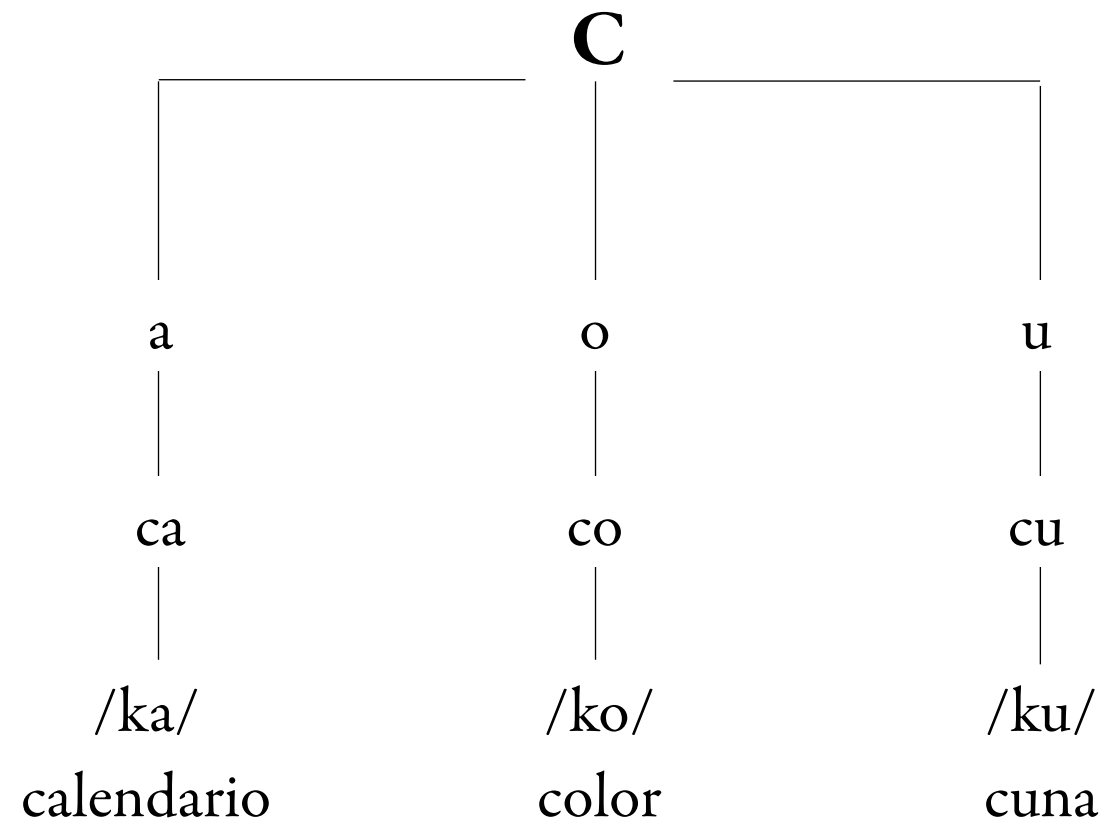 C
a o u
ca co cu
/ka/ /ko/ /ku/
calendario color cuna